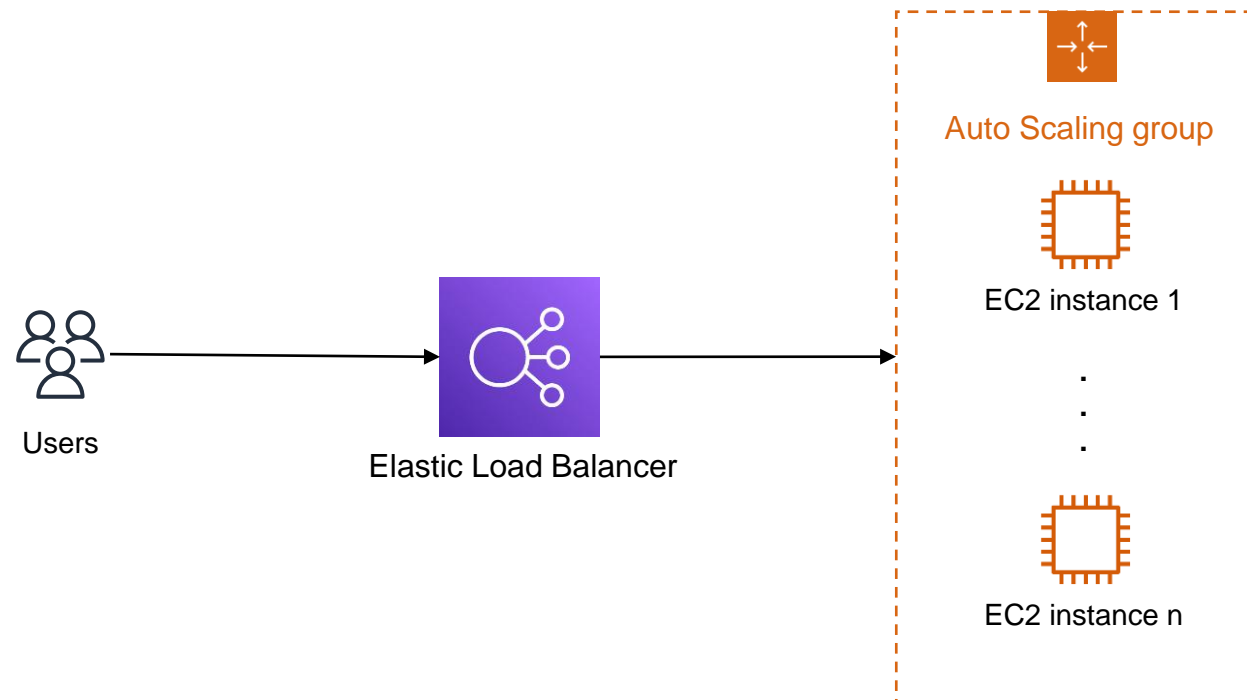 Auto Scaling group
EC2 instance 1
.
.
.
Users
Elastic Load Balancer
EC2 instance n